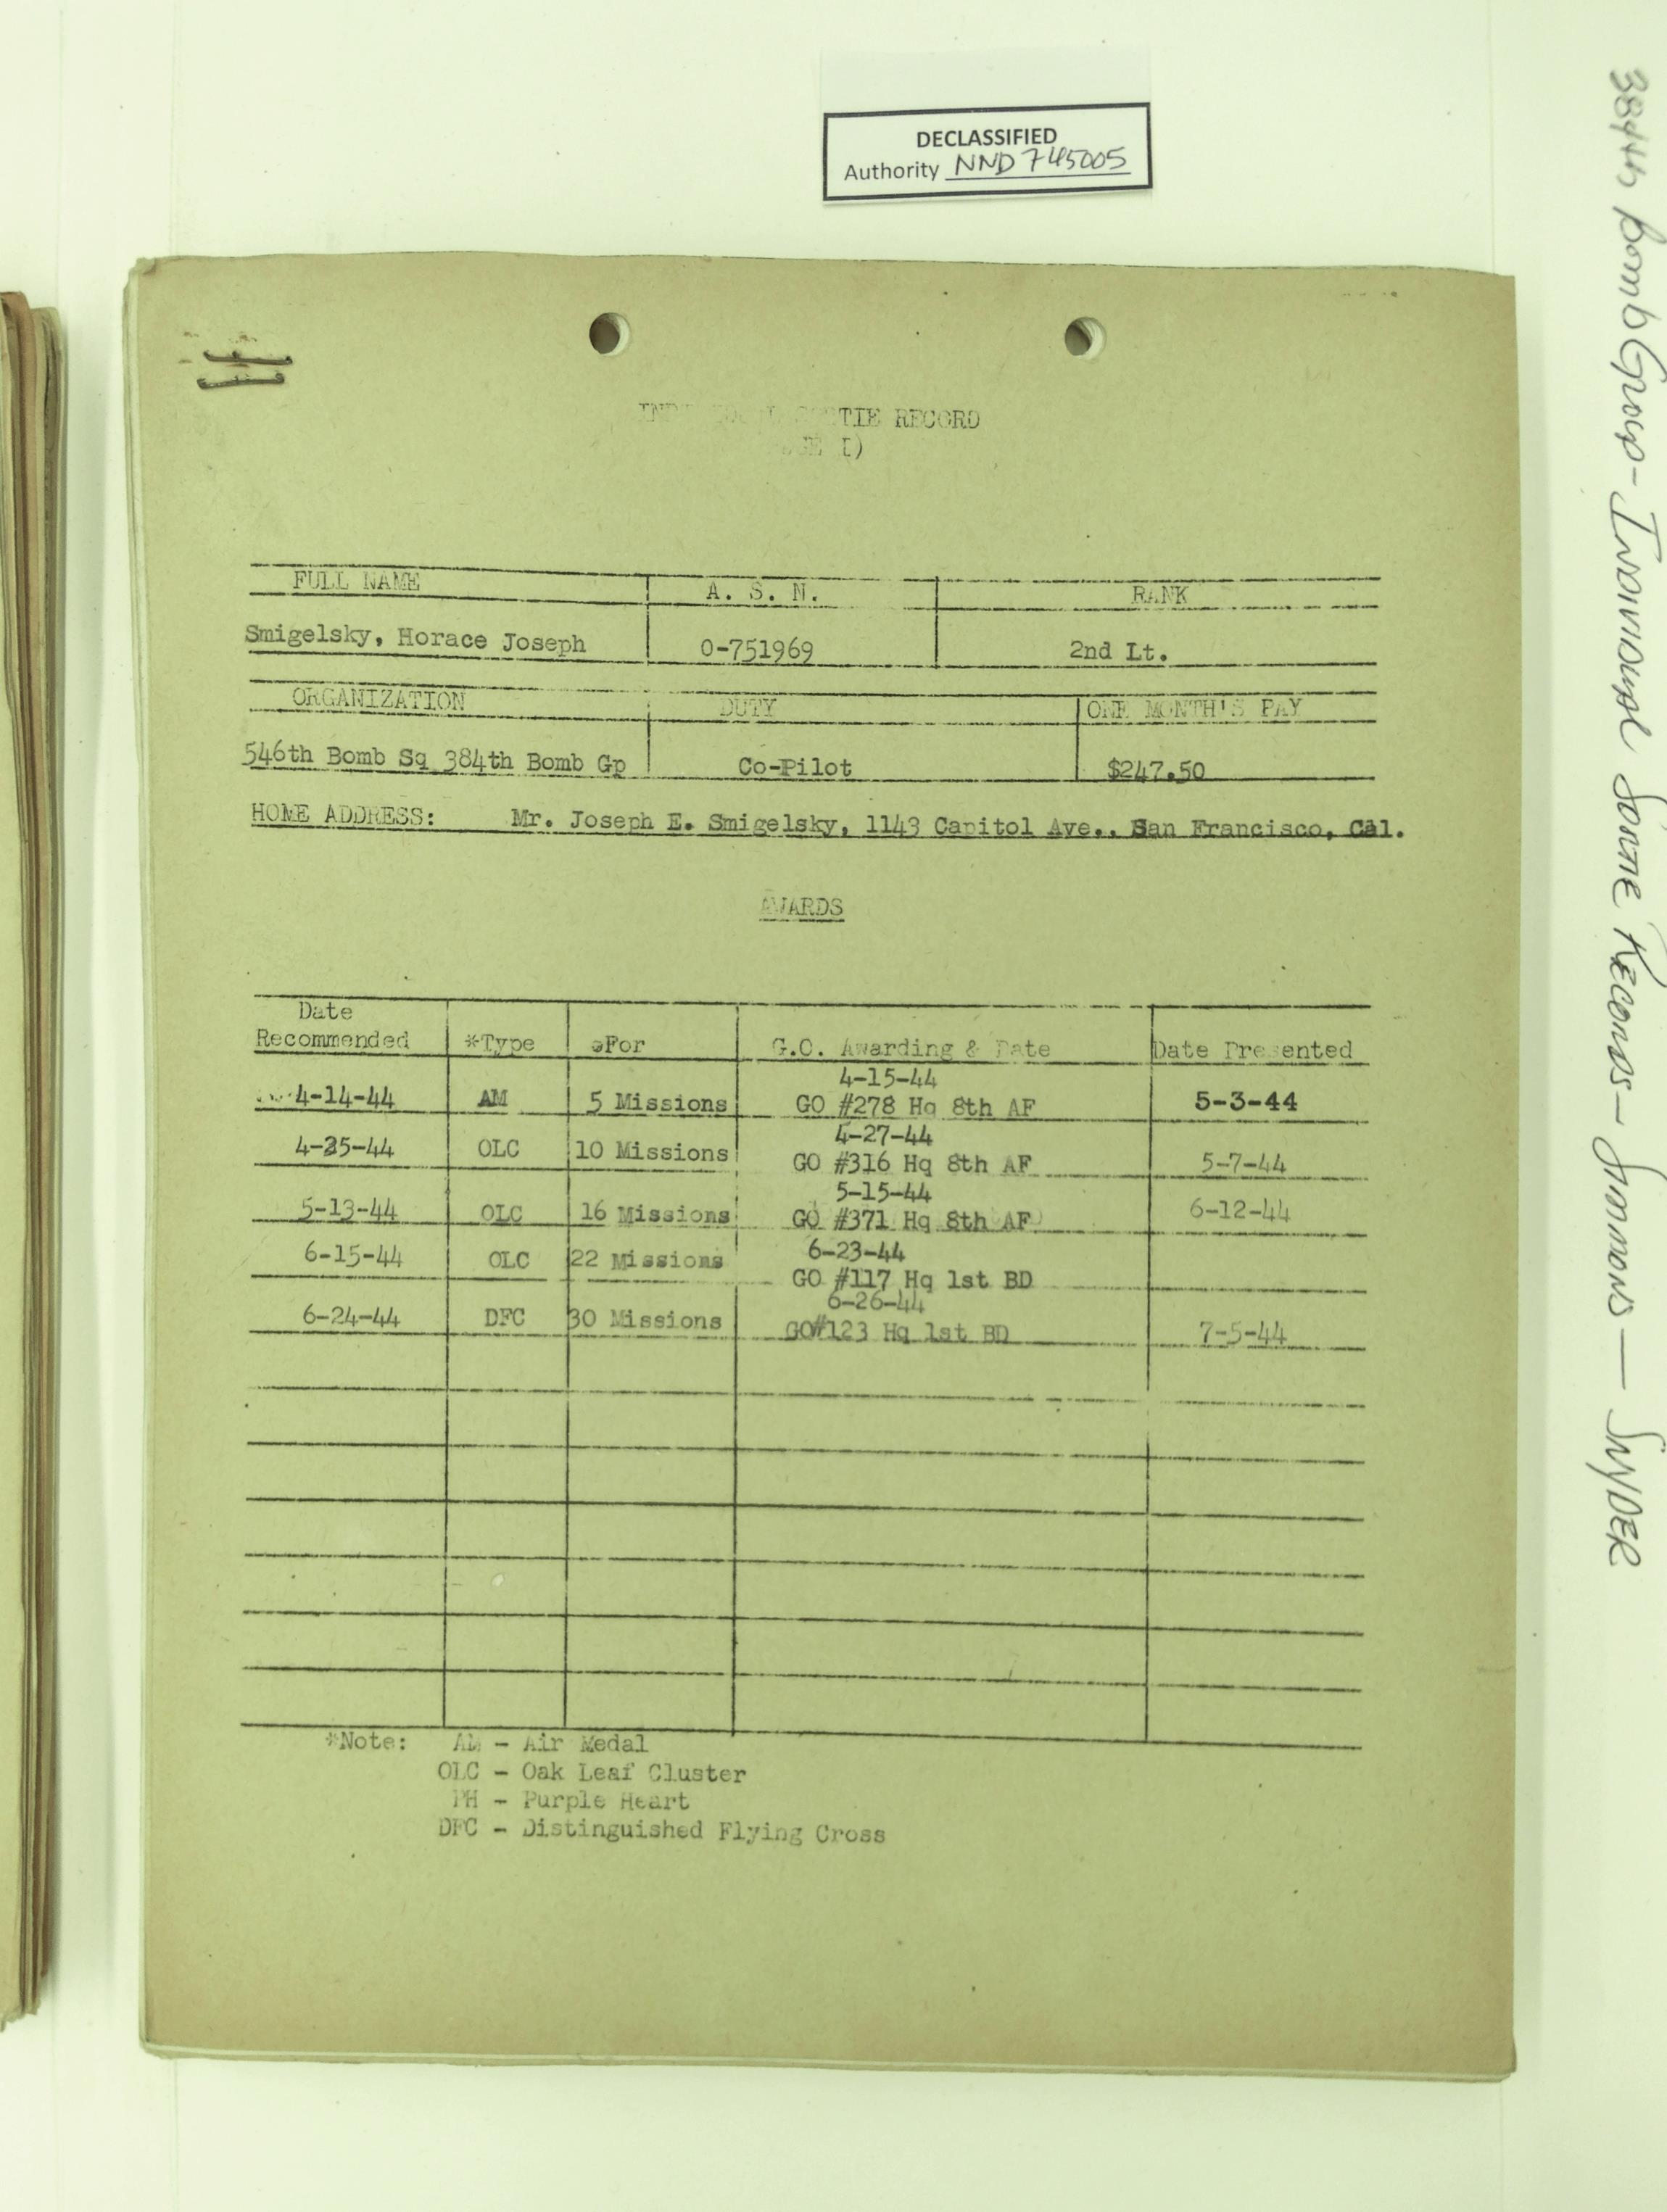 DECLASSIFIED
Authority NND 745005
TIE RECORD
FULL NAME A. S. N. RANK
Smigelsky, Horace Joseph 0-751969 2nd Lt.
ORGANIZATION DUTY ONE MONTH'S PAY
546th Bomb Sq 384th Bomb Gp Co-Pilot $247.50
HOME ADDRESS: Mr. Joseph E. Smigelsky, 1143 Capitol Ave., San Francisco, Cal.
AWARDS
Date
Recommended *Type For G.O. Awarding & Date Date Presented
4-15-44
4-14-44 AM 5 Missions GO #278 Hq 8th AF 5-3-44
4-27-44
4-25-44 OLC 10 Missions GO #316 Hq 8th AF 5-7-44
5-15-44
5-13-44 OLC 16 Missions GO #371 Hq 8th AF 6-12-44
6-23-44
6-15-44 OLC 22 Missions GO #117 Hq 1st BD
6-26-44
6-24-44 DFC 30 Missions GO#123 Hq 1st BD 7-5-44
*Note: AM - Air Medal
OLC - Oak Leaf Cluster
PH - Purple Heart
DFC - Distinguished Flying Cross
384th Bomb Group - Individual Sortie Records - Simmons - Snyder